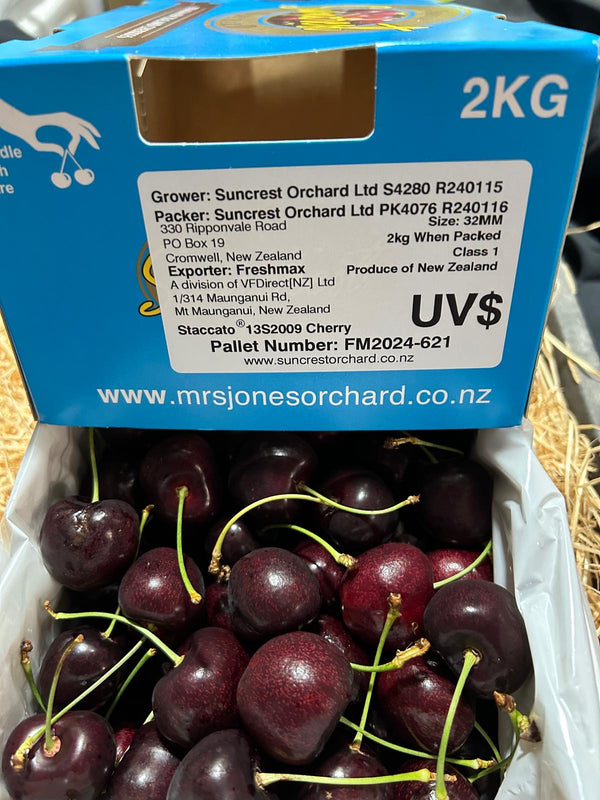 2KG
dle
h
re
Grower: Suncrest Orchard Ltd S4280 R240115
Packer: Suncrest Orchard Ltd PK4076 R240116
330 Ripponvale Road
Size: 32MM
PO Box 19
2kg When Packed
Cromwell, New Zealand
Class 1
Exporter: Freshmax
Produce of New Zealand
A division of VFDirect[NZ] Ltd
1/314 Maunganui Rd,
Mt Maunganui, New Zealand
UV$
Staccato® 13S2009 Cherry
Pallet Number: FM2024-621
www.suncrestorchard.co.nz
www.mrsjonesorchard.co.nz